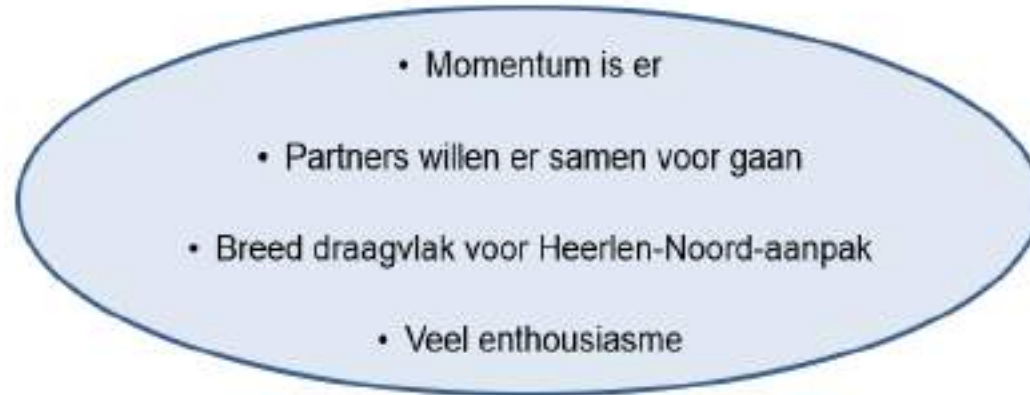 • Momentum is er
• Partners willen er samen voor gaan
• Breed draagvlak voor Heerlen-Noord-aanpak
• Veel enthousiasme